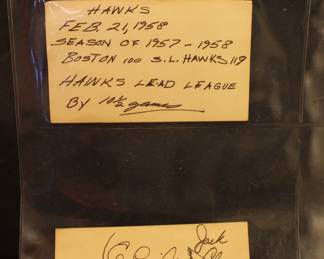 HAWKS
FEB. 21, 1958
SEASON OF 1957 - 1958
BOSTON 100 S.L. HAWKS 119
HAWKS LEAD LEAGUE
By 10½ games
Jack